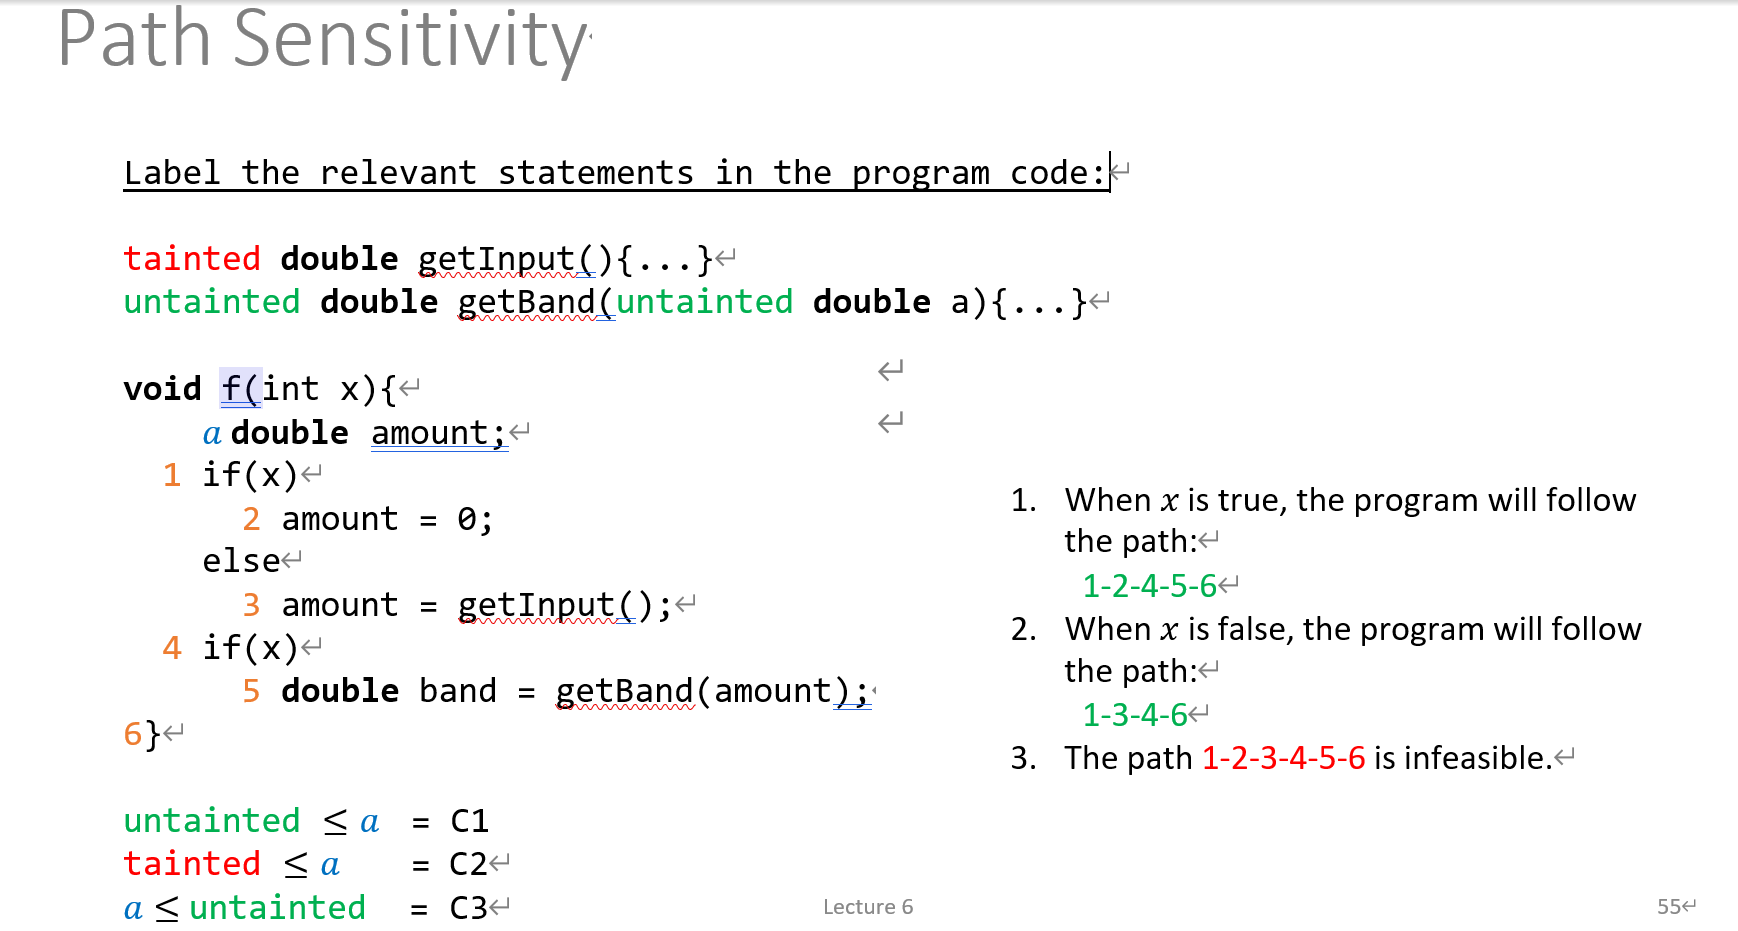 Path Sensitivity
Label the relevant statements in the program code:
tainted double getInput(){...}
untainted double getBand(untainted double a){...}
void f(int x){
a double amount;
1 if(x)
2 amount = 0;
else
3 amount = getInput();
4 if(x)
5 double band = getBand(amount);
6}
untainted ≤ a = C1
tainted ≤ a = C2
a ≤ untainted = C3
1. When x is true, the program will follow
the path:
1-2-4-5-6
2. When x is false, the program will follow
the path:
1-3-4-6
3. The path 1-2-3-4-5-6 is infeasible.
Lecture 6
55